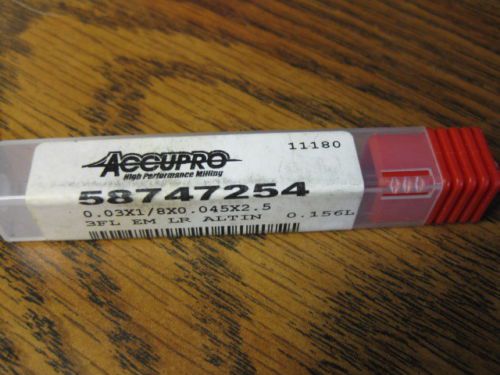 ACCUPRO
High Performance Milling
11180
58747254
0.03X1/8X0.045X2.5
3FL EM LR ALTIN 0.156L